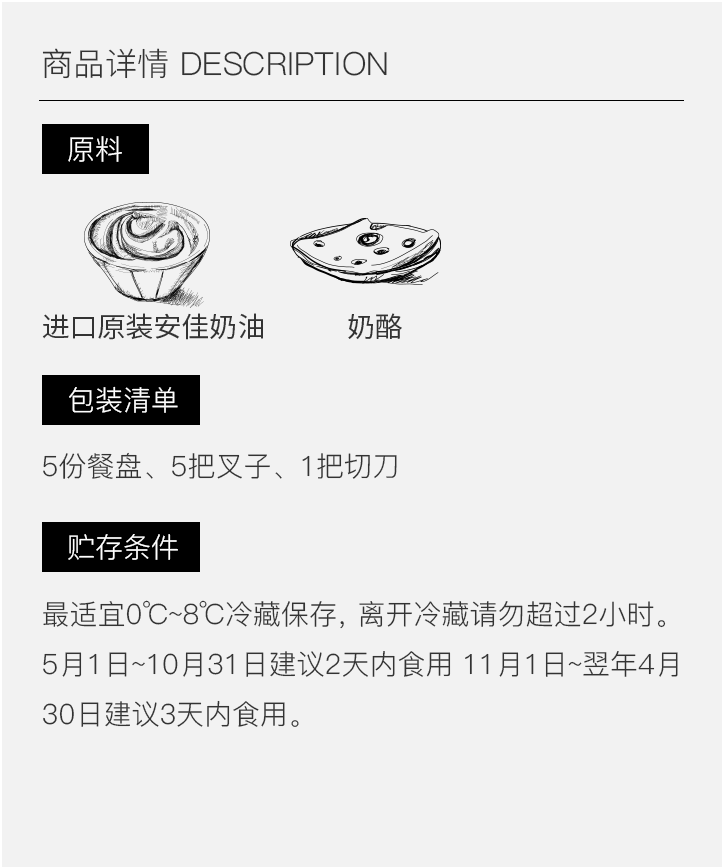 商品详情 DESCRIPTION
原料
进口原装安佳奶油 奶酪
包装清单
5份餐盘、5把叉子、1把切刀
贮存条件
最适宜0℃~8℃冷藏保存, 离开冷藏请勿超过2小时。
5月1日~10月31日建议2天内食用 11月1日~翌年4月
30日建议3天内食用。